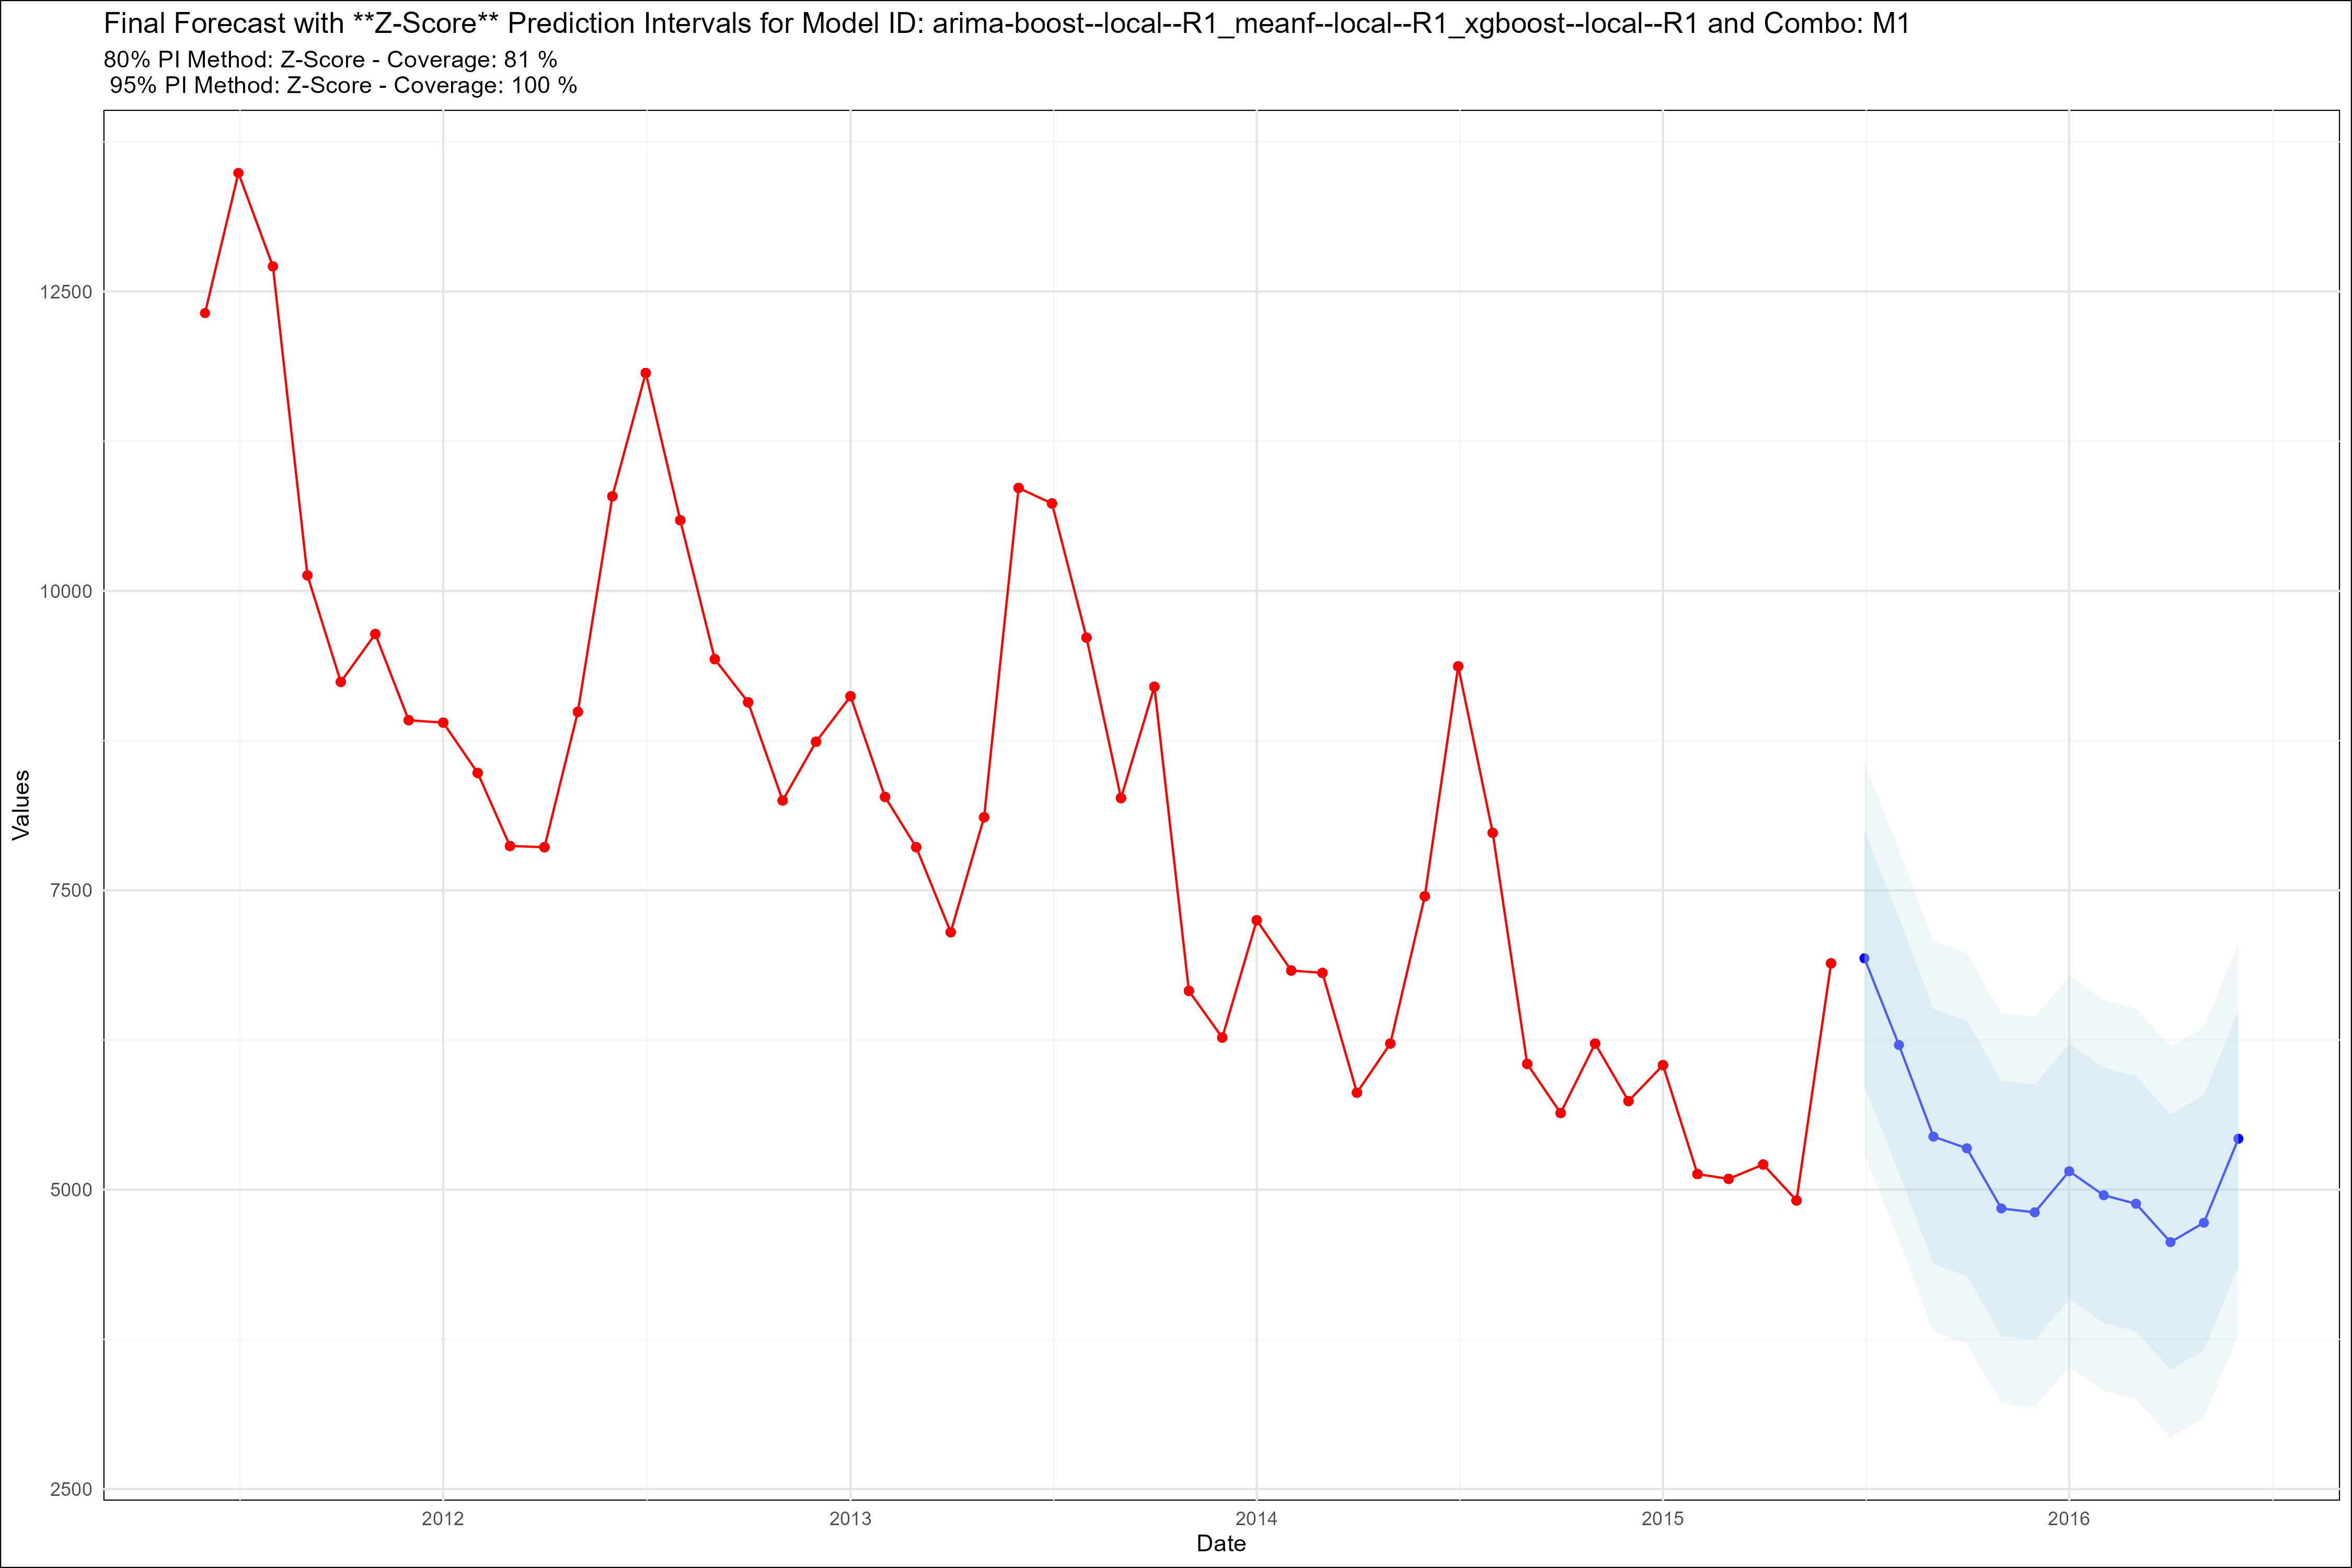 Final Forecast with **Z-Score** Prediction Intervals for Model ID: arima-boost--local--R1_meanf--local--R1_xgboost--local--R1 and Combo: M1
80% PI Method: Z-Score - Coverage: 81 %
95% PI Method: Z-Score - Coverage: 100 %
12500
10000
7500
5000
2500
Values
2012
2013
2014
2015
2016
Date